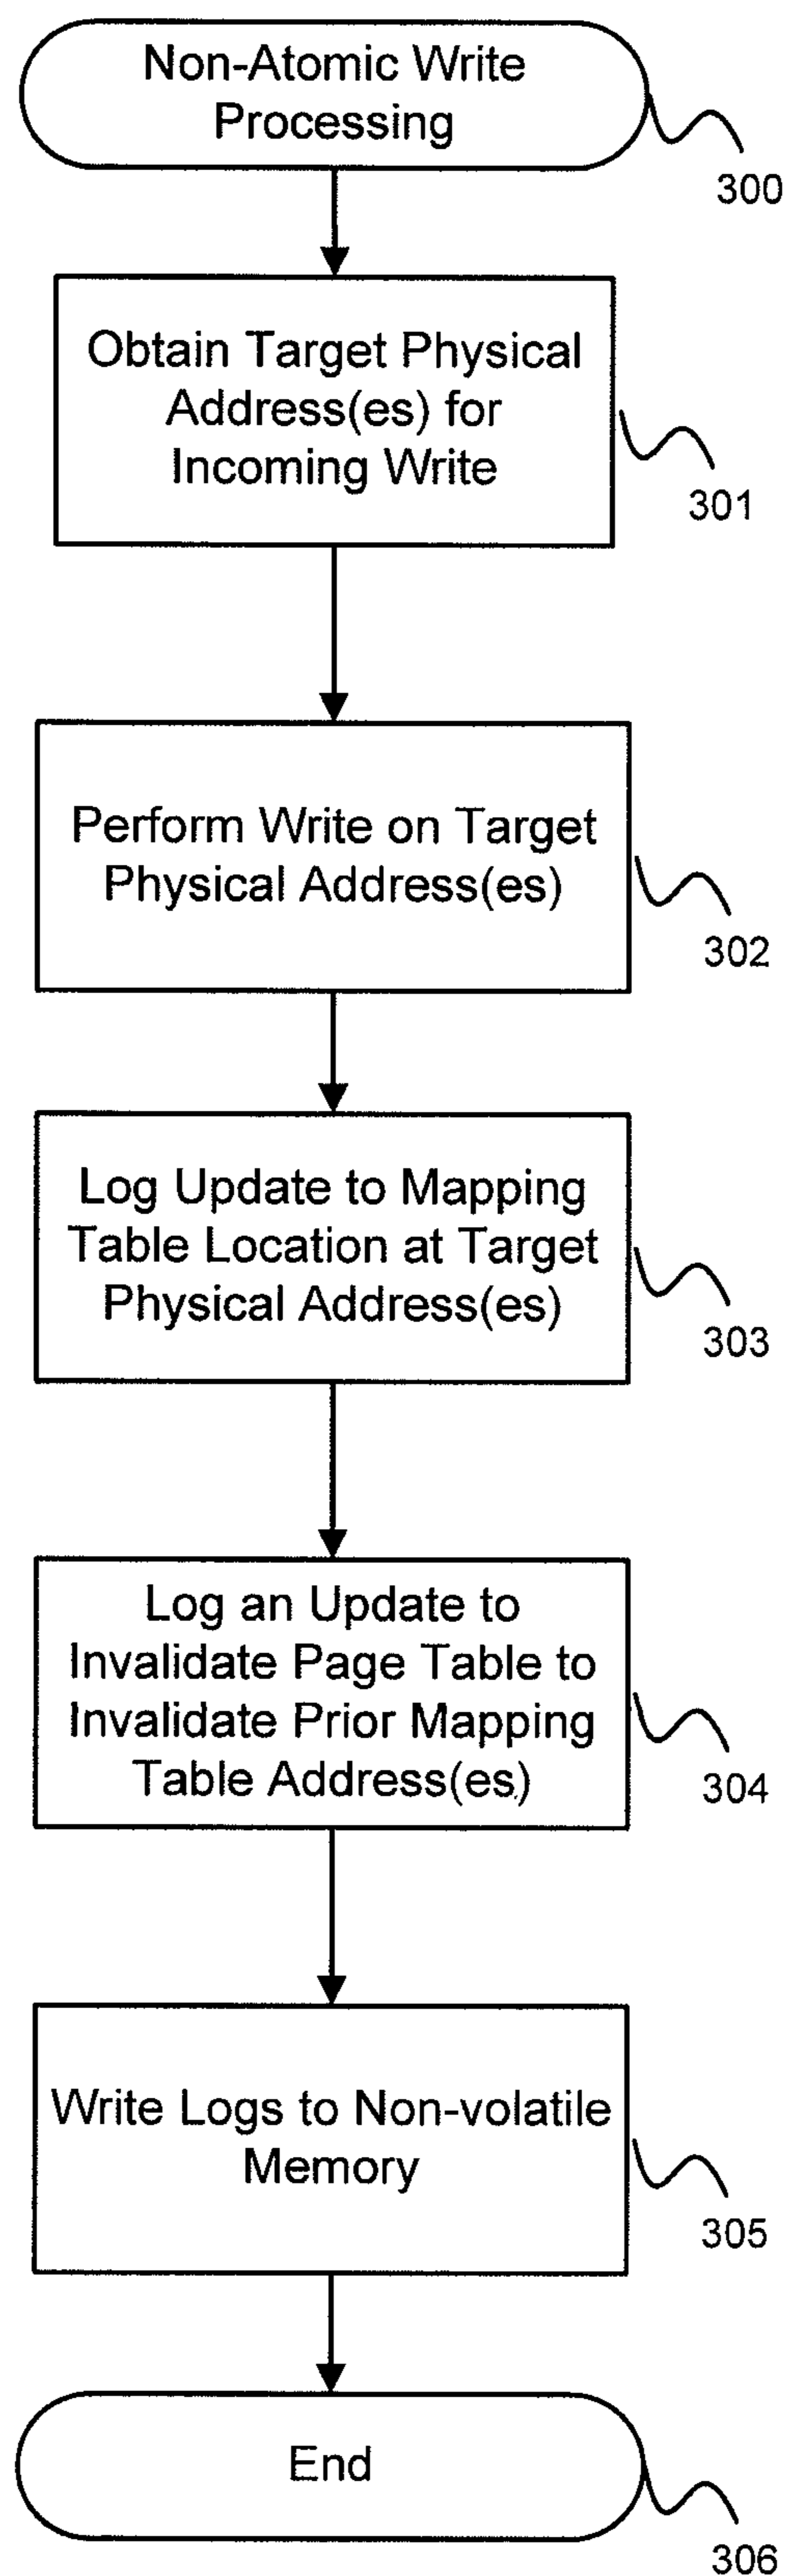 Non-Atomic Write
Processing
300
Obtain Target Physical
Address(es) for
Incoming Write
301
Perform Write on Target
Physical Address(es)
302
Log Update to Mapping
Table Location at Target
Physical Address(es)
303
Log an Update to
Invalidate Page Table to
Invalidate Prior Mapping
Table Address(es)
304
Write Logs to Non-volatile
Memory
305
End
306